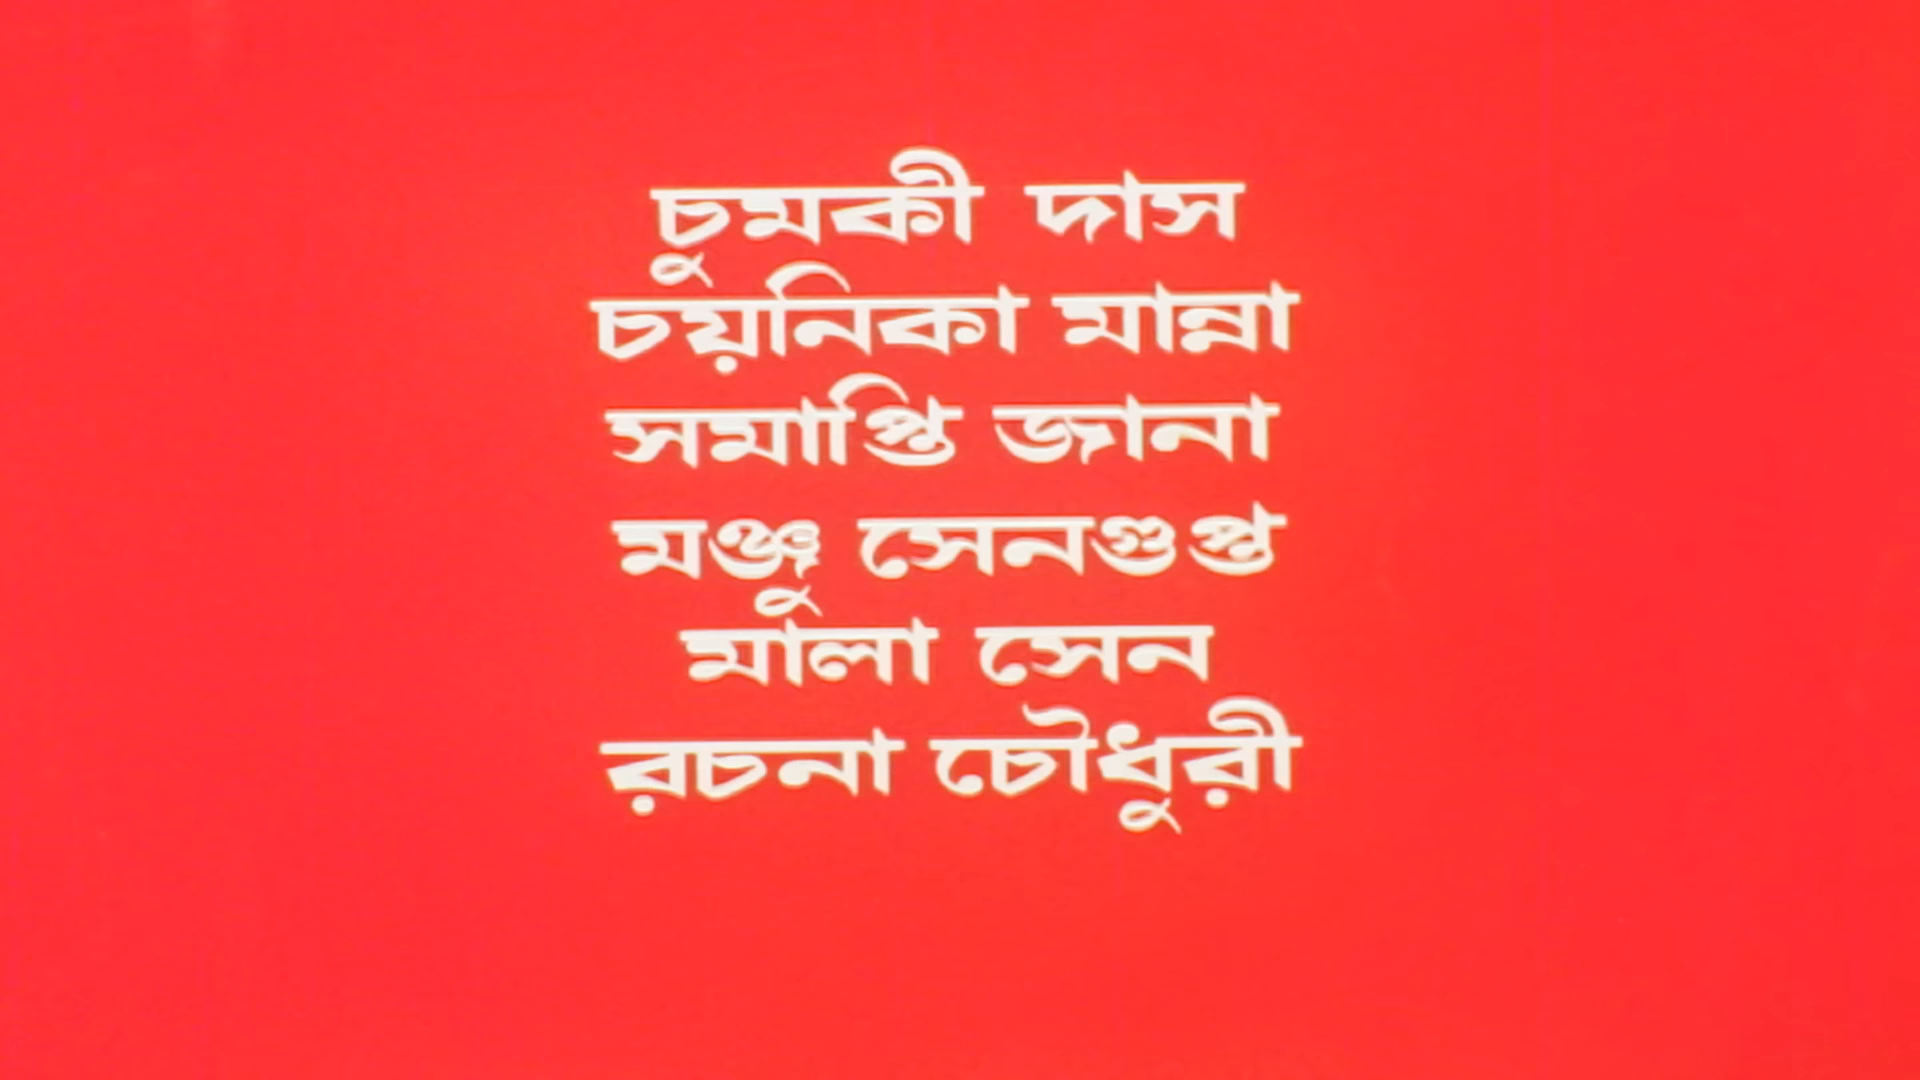 চুমকী দাস
চয়নিকা মান্না
সমাপ্তি জানা
মঞ্জু সেনগুপ্ত
মালা সেন
রচনা চৌধুরী